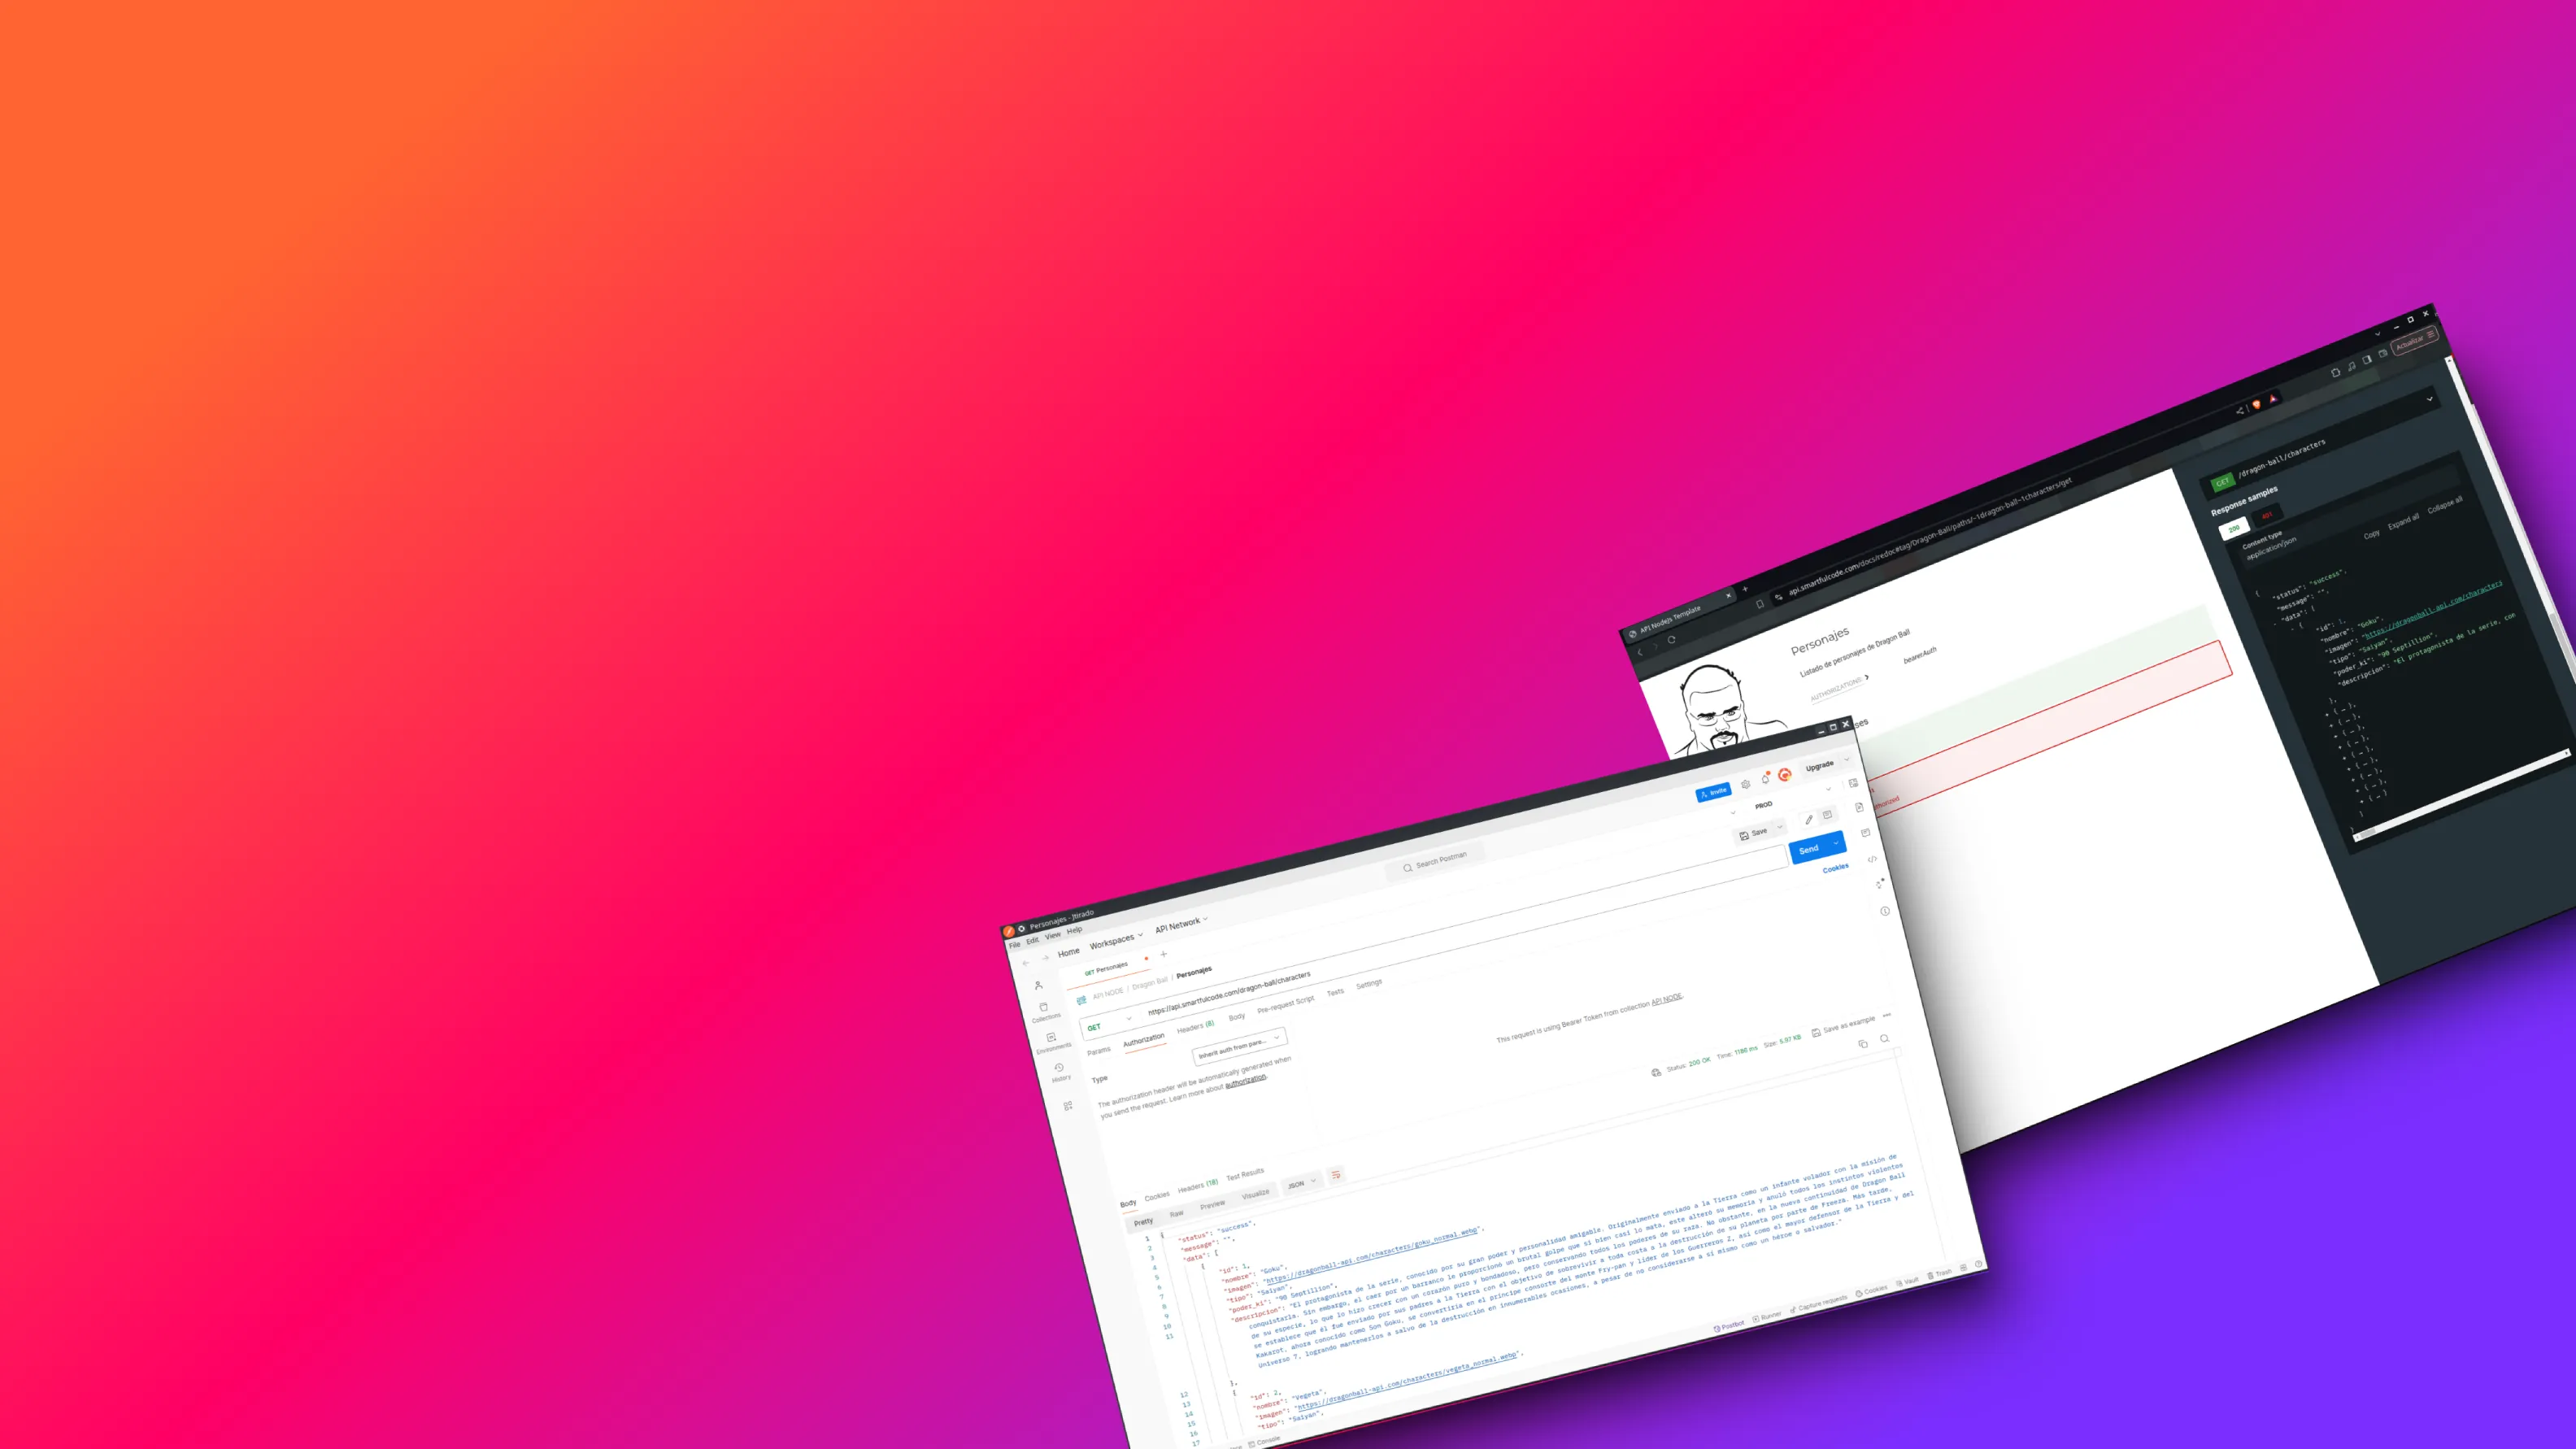 Actualizar
API Nodejs Template
api.smartfulcode.com/docs/redoc#tag/Dragon-Ball/paths/~1dragon-ball~1characters/get
Personajes
Listado de personajes de Dragon Ball
AUTHORIZATIONS
bearerAuth
GET /dragon-ball/characters
Response samples
200 401
Content type
application/json
Copy Expand all Collapse all
{
"status": "success",
"message": "",
- "data": [
- {
"id": 1,
"nombre": "Goku",
"imagen": "https://dragonball-api.com/characters
"tipo": "Saiyan",
"poder_ki": "90 Septillion",
"descripcion": "El protagonista de la serie, con
},
Personajes - jtirado
File Edit View Help
Home Workspaces API Network
Search Postman
Invite Upgrade
GET Personajes
PROD
API NODE / Dragon Ball / Personajes
Save
GET https://api.smartfulcode.com/dragon-ball/characters
Send
Params Authorization Headers (8) Body Pre-request Script Tests Settings
Cookies
Collections
Environments
History
Type
Inherit auth from pare...
The authorization header will be automatically generated when
you send the request. Learn more about authorization.
This request is using Bearer Token from collection API NODE.
Body Cookies Headers (18) Test Results
Status: 200 OK Time: 1186 ms Size: 5.97 KB Save as example
Pretty Raw Preview Visualize JSON
1 {
2 "status": "success",
3 "message": "",
4 "data": [
5 {
6 "id": 1,
7 "nombre": "Goku",
8 "imagen": "https://dragonball-api.com/characters/goku_normal.webp",
9 "tipo": "Saiyan",
10 "poder_ki": "90 Septillion",
11 "descripcion": "El protagonista de la serie, conocido por su gran poder y personalidad amigable. Originalmente enviado a la Tierra como un infante volador con la misión de
conquistarla. Sin embargo, el caer por un barranco le proporcionó un brutal golpe que si bien casi lo mata, este alteró su memoria y anuló todos los instintos violentos
de su especie, lo que lo hizo crecer con un corazón puro y bondadoso, pero conservando todos los poderes de su raza. No obstante, en la nueva continuidad de Dragon Ball
se establece que él fue enviado por sus padres a la Tierra con el objetivo de sobrevivir a toda costa a la destrucción de su planeta por parte de Freeza. Más tarde,
Kakarot, ahora conocido como Son Goku, se convertiría en el príncipe consorte del monte Fry-pan y líder de los Guerreros Z, así como el mayor defensor de la Tierra y del
Universo 7, logrando mantenerlos a salvo de la destrucción en innumerables ocasiones, a pesar de no considerarse a sí mismo como un héroe o salvador."
12 },
13 {
14 "id": 2,
15 "nombre": "Vegeta",
16 "imagen": "https://dragonball-api.com/characters/vegeta_normal.webp",
17 "tipo": "Saiyan",
Console
Postbot Runner Capture requests Cookies Vault Trash